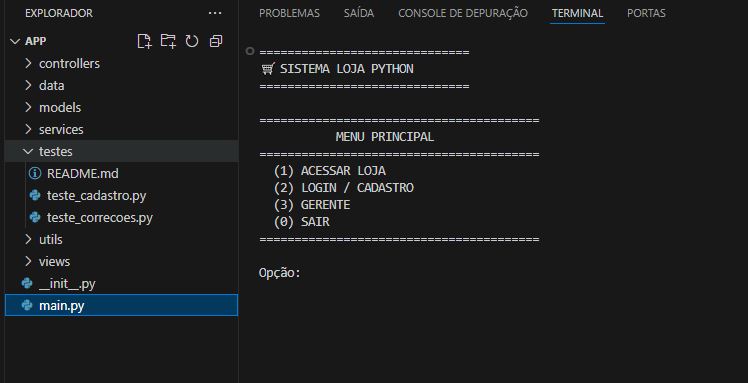 EXPLORADOR
APP
controllers
data
models
services
testes
README.md
teste_cadastro.py
teste_correcoes.py
utils
views
__init__.py
main.py
PROBLEMAS SAÍDA CONSOLE DE DEPURAÇÃO TERMINAL PORTAS
==============================
SISTEMA LOJA PYTHON
==============================
========================================
MENU PRINCIPAL
========================================
(1) ACESSAR LOJA
(2) LOGIN / CADASTRO
(3) GERENTE
(0) SAIR
========================================
Opção: